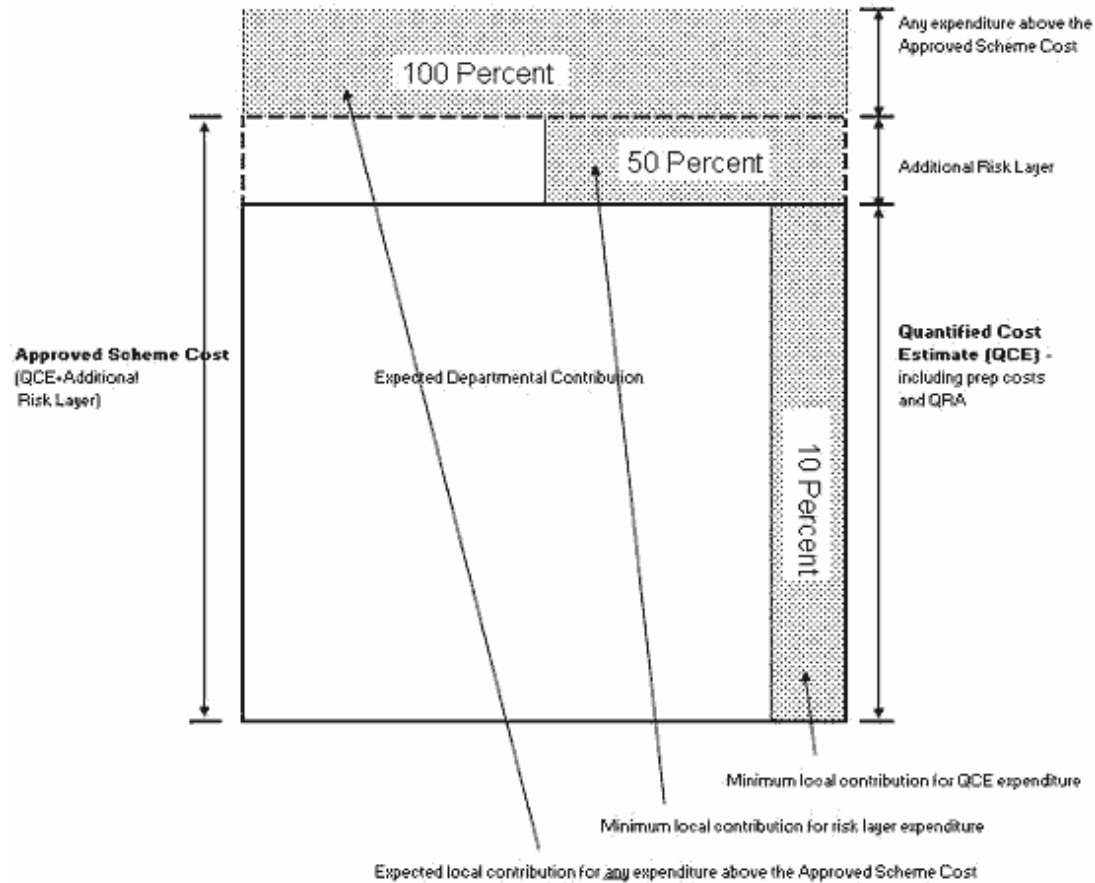 Any expenditure above the
Approved Scheme Cost
100 Percent
50 Percent
Additional Risk Layer
Approved Scheme Cost
(QCE+Additional
Risk Layer)
Expected Departmental Contribution
Quantified Cost
Estimate (QCE) -
including prep costs
and QRA
10 Percent
Minimum local contribution for QCE expenditure
Minimum local contribution for risk layer expenditure
Expected local contribution for any expenditure above the Approved Scheme Cost